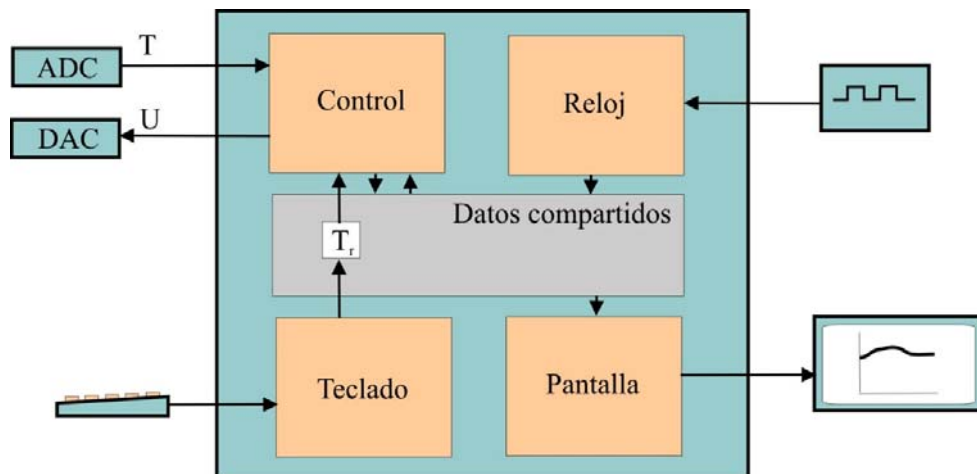 T
ADC
Control
Reloj
U
DAC
Datos compartidos
Tr
Teclado
Pantalla